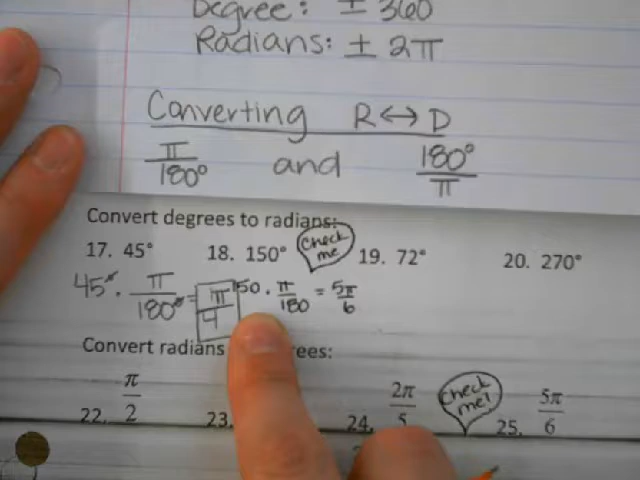 Degree: ± 360
Radians: ± 2π
Converting R ↔ D
π/180° and 180°/π
Convert degrees to radians:
17. 45° 18. 150° Check me 19. 72° 20. 270°
45° · π/180° = π/4 150 · π/180 = 5π/6
Convert radians ees:
22. π/2 23. 24. 2π/5 Check me! 25. 5π/6